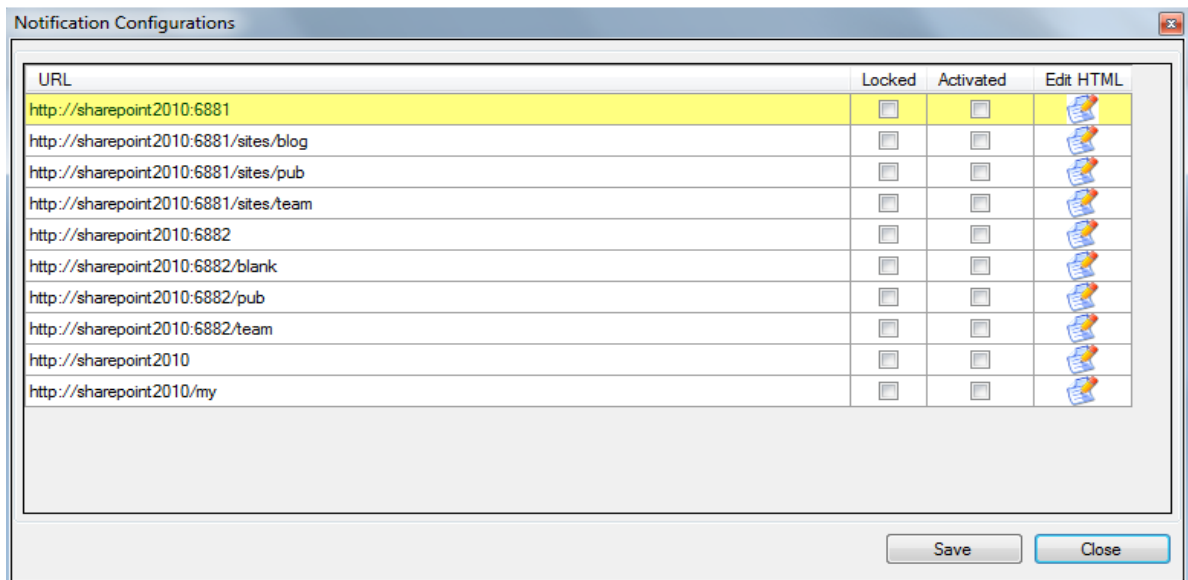 Notification Configurations
URL Locked Activated Edit HTML
http://sharepoint2010:6881
http://sharepoint2010:6881/sites/blog
http://sharepoint2010:6881/sites/pub
http://sharepoint2010:6881/sites/team
http://sharepoint2010:6882
http://sharepoint2010:6882/blank
http://sharepoint2010:6882/pub
http://sharepoint2010:6882/team
http://sharepoint2010
http://sharepoint2010/my
Save Close